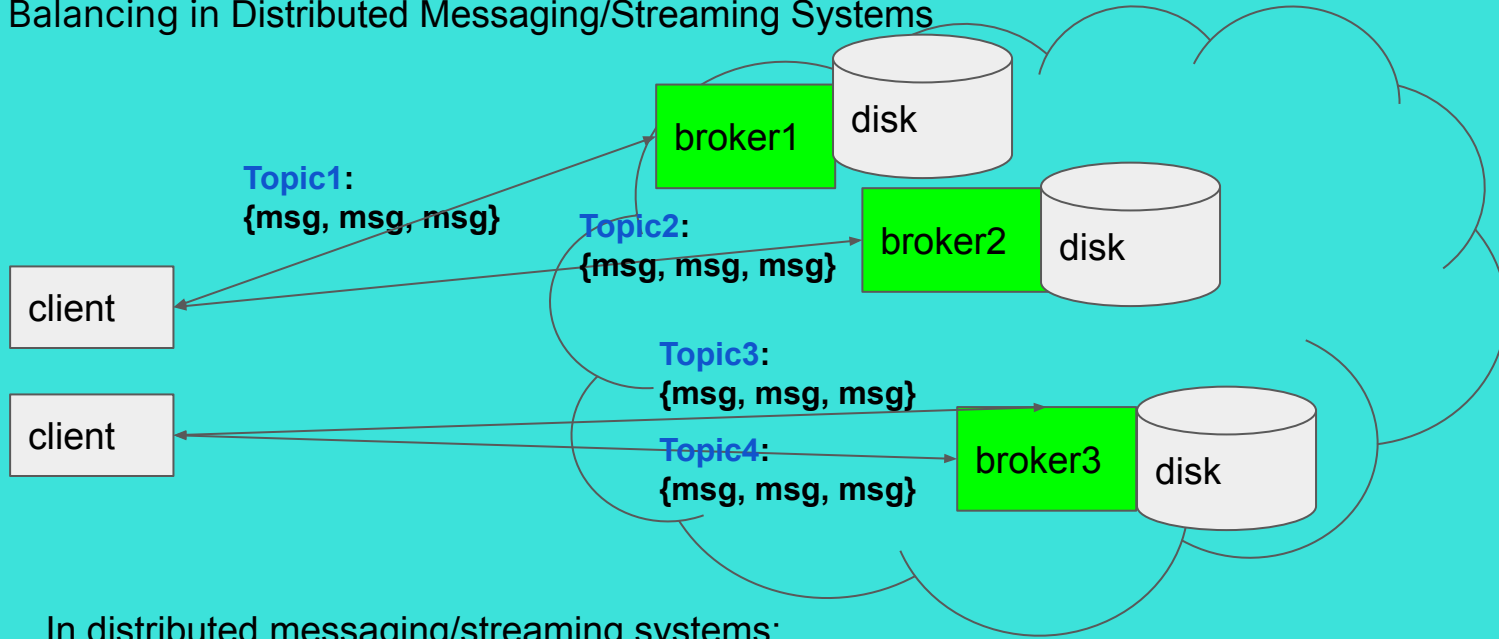 Balancing in Distributed Messaging/Streaming Systems
disk
broker1
Topic1:
{msg, msg, msg}
Topic2:
{msg, msg, msg}
broker2
disk
client
Topic3:
{msg, msg, msg}
client
Topic4:
{msg, msg, msg}
broker3
disk
In distributed messaging/streaming systems: